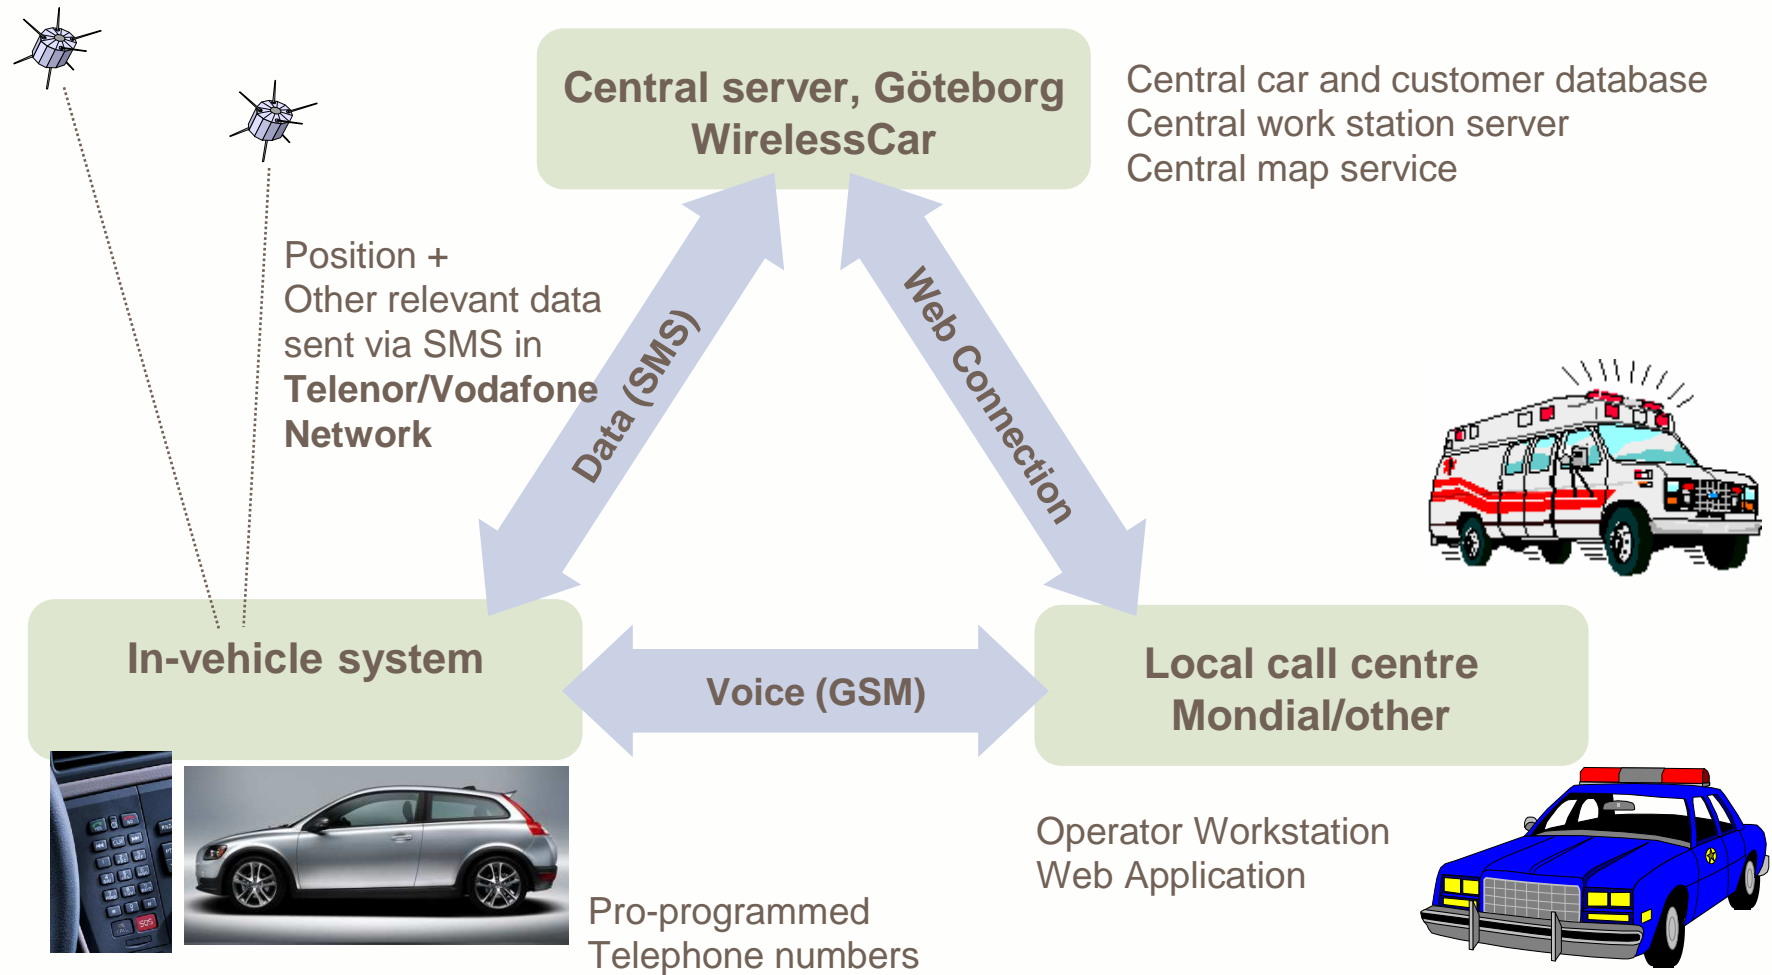 Central server, Göteborg
WirelessCar
Central car and customer database
Central work station server
Central map service
Position +
Other relevant data
sent via SMS in
Telenor/Vodafone
Network
Data (SMS)
Web Connection
In-vehicle system
Voice (GSM)
Local call centre
Mondial/other
Operator Workstation
Web Application
Pro-programmed
Telephone numbers
SOS